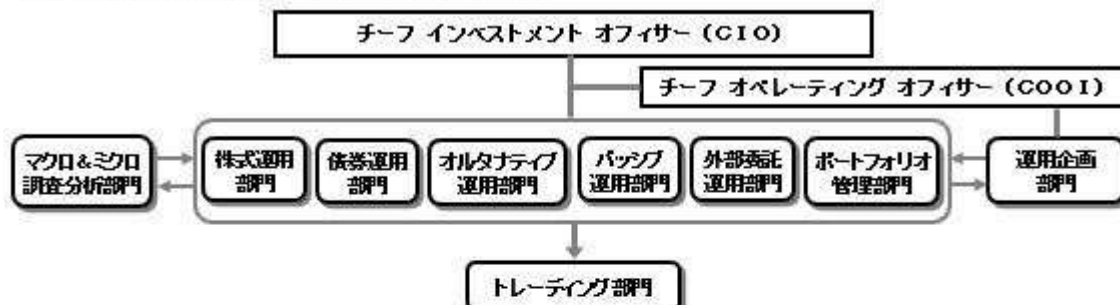 チーフ インベストメント オフィサー (CIO)
チーフ オペレーティング オフィサー (COOI)
マクロ&ミクロ
調査分析部門
株式運用
部門
債券運用
部門
オルタナティブ
運用部門
パッシブ
運用部門
外部委託
運用部門
ポートフォリオ
管理部門
運用企画
部門
トレーディング部門